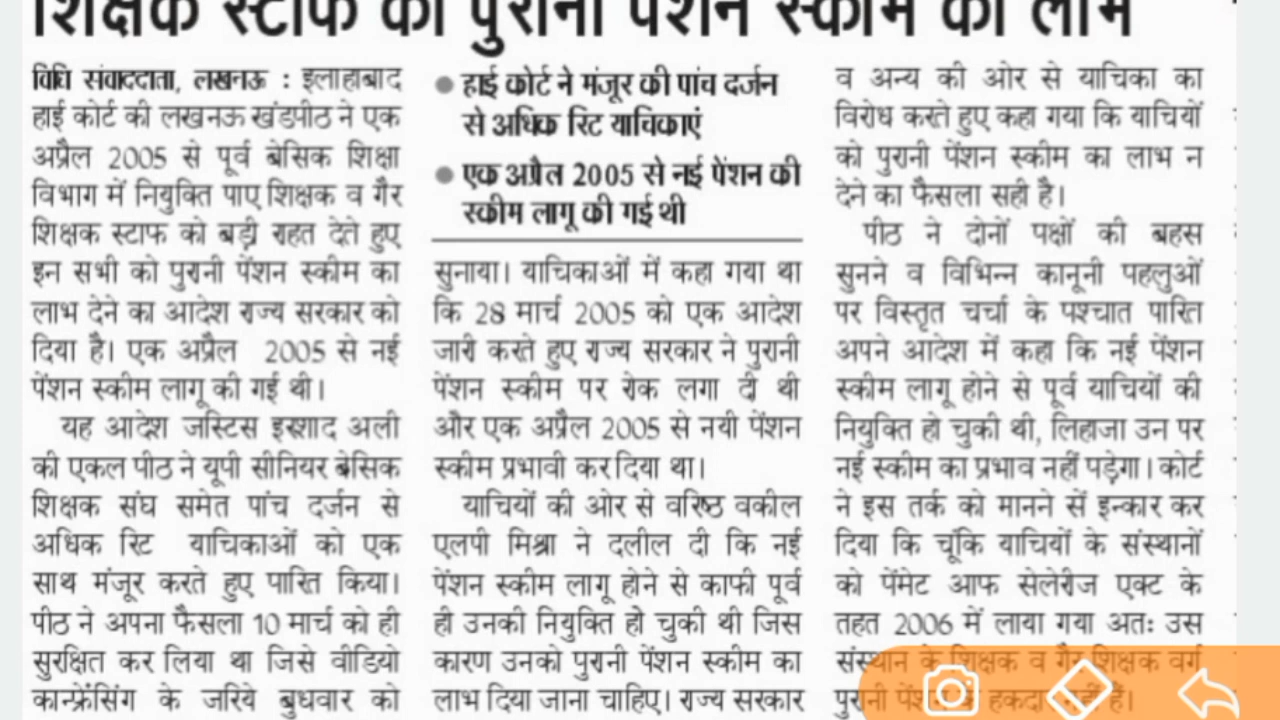 शिक्षक स्टाफ को पुरानी पेंशन स्कीम का लाभ
विधि संवाददाता, लखनऊ : इलाहाबाद
हाई कोर्ट की लखनऊ खंडपीठ ने एक
अप्रैल 2005 से पूर्व बेसिक शिक्षा
विभाग में नियुक्ति पाए शिक्षक व गैर
शिक्षक स्टाफ को बड़ी राहत देते हुए
इन सभी को पुरानी पेंशन स्कीम का
लाभ देने का आदेश राज्य सरकार को
दिया है। एक अप्रैल 2005 से नई
पेंशन स्कीम लागू की गई थी।
यह आदेश जस्टिस इरशाद अली
की एकल पीठ ने यूपी सीनियर बेसिक
शिक्षक संघ समेत पांच दर्जन से
अधिक रिट याचिकाओं को एक
साथ मंजूर करते हुए पारित किया।
पीठ ने अपना फैसला 10 मार्च को ही
सुरक्षित कर लिया था जिसे वीडियो
कान्फ्रेंसिंग के जरिये बुधवार को
● हाई कोर्ट ने मंजूर की पांच दर्जन
से अधिक रिट याचिकाएं
● एक अप्रैल 2005 से नई पेंशन की
स्कीम लागू की गई थी
सुनाया। याचिकाओं में कहा गया था
कि 28 मार्च 2005 को एक आदेश
जारी करते हुए राज्य सरकार ने पुरानी
पेंशन स्कीम पर रोक लगा दी थी
और एक अप्रैल 2005 से नयी पेंशन
स्कीम प्रभावी कर दिया था।
याचियों की ओर से वरिष्ठ वकील
एलपी मिश्रा ने दलील दी कि नई
पेंशन स्कीम लागू होने से काफी पूर्व
ही उनकी नियुक्ति हो चुकी थी जिस
कारण उनको पुरानी पेंशन स्कीम का
लाभ दिया जाना चाहिए। राज्य सरकार
व अन्य की ओर से याचिका का
विरोध करते हुए कहा गया कि याचियों
को पुरानी पेंशन स्कीम का लाभ न
देने का फैसला सही है।
पीठ ने दोनों पक्षों की बहस
सुनने व विभिन्न कानूनी पहलुओं
पर विस्तृत चर्चा के पश्चात पारित
अपने आदेश में कहा कि नई पेंशन
स्कीम लागू होने से पूर्व याचियों की
नियुक्ति हो चुकी थी, लिहाजा उन पर
नई स्कीम का प्रभाव नहीं पड़ेगा। कोर्ट
ने इस तर्क को मानने से इन्कार कर
दिया कि चूंकि याचियों के संस्थानों
को पेंमेट आफ सेलेरीज एक्ट के
तहत 2006 में लाया गया अतः उस
संस्थान के शिक्षक व गैर शिक्षक वर्ग
पुरानी पेंशन के हकदार नहीं हैं।